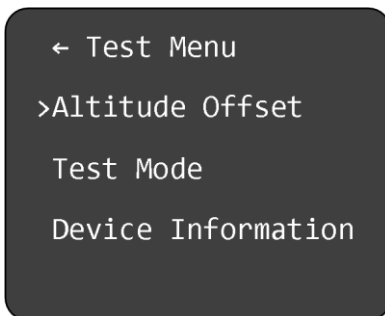 ← Test Menu
>Altitude Offset
Test Mode
Device Information